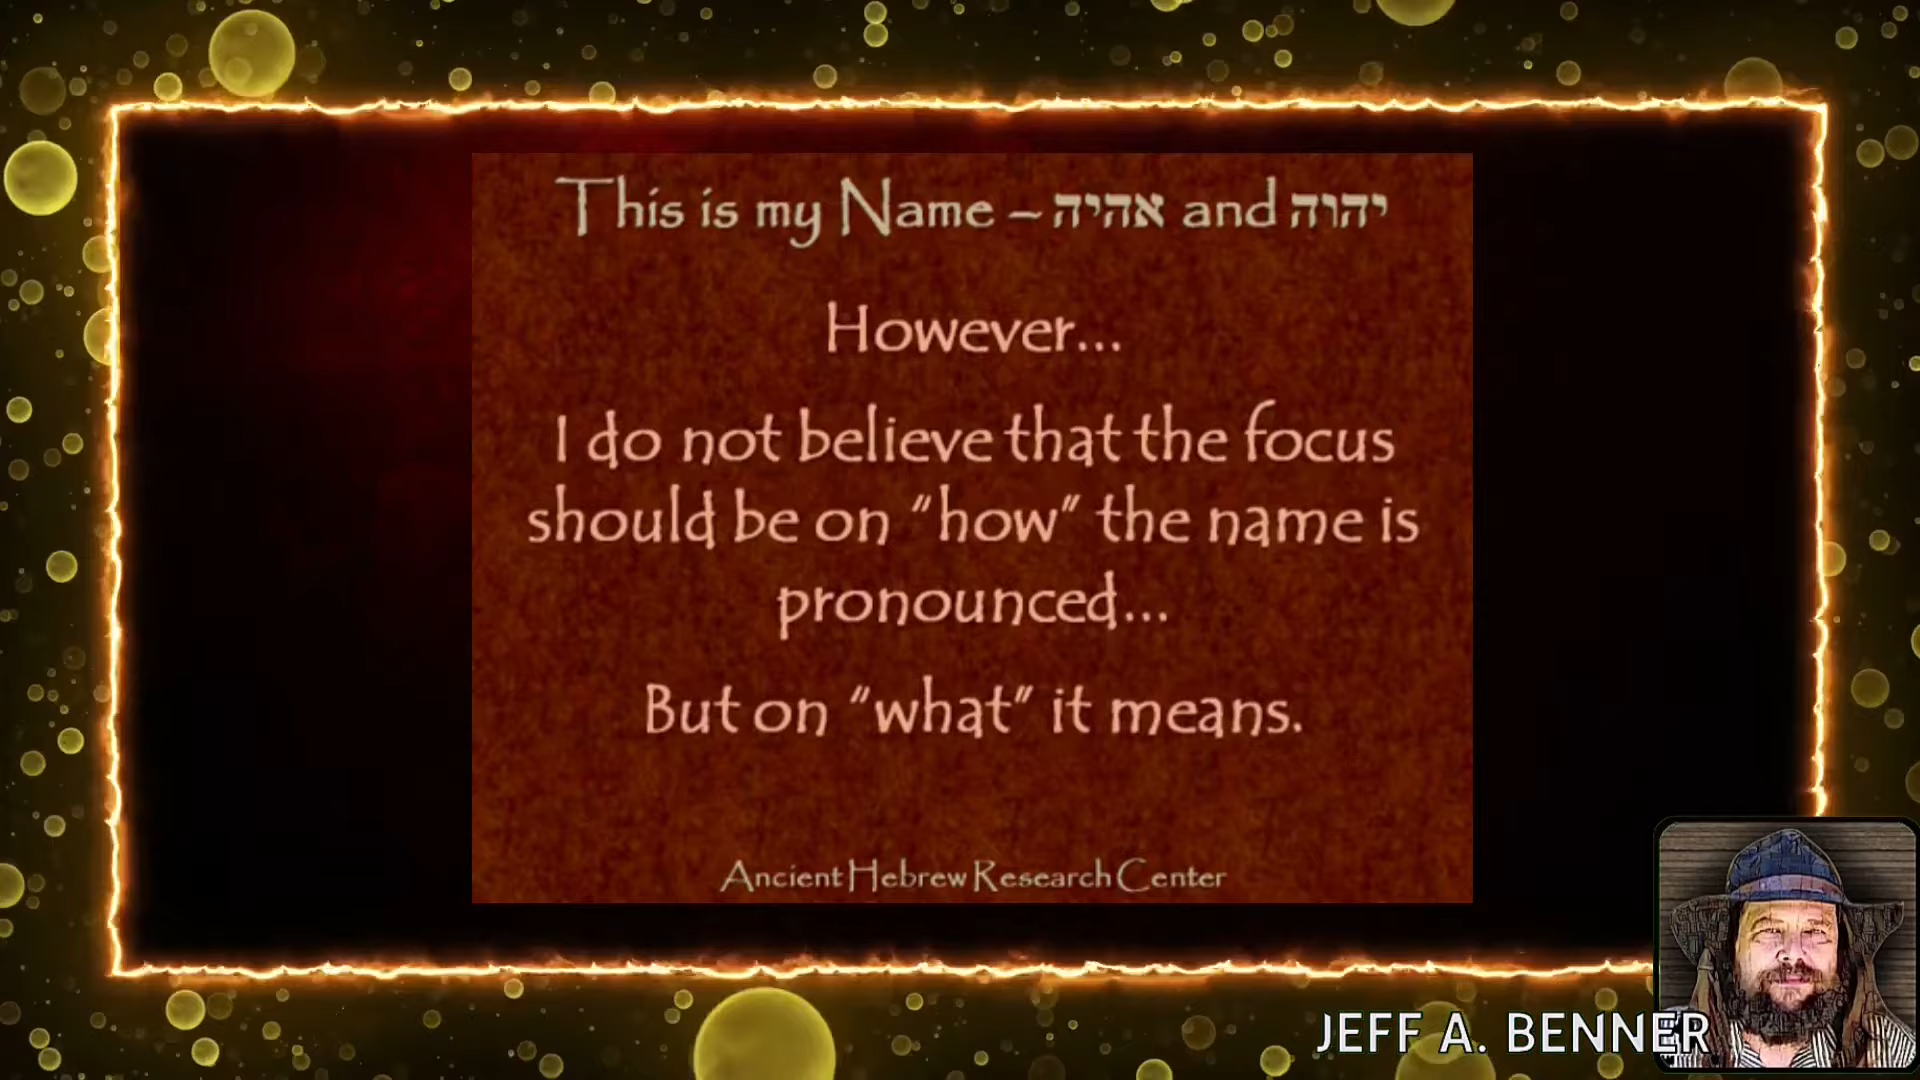 This is my Name – אהיה and יהוה
However...
I do not believe that the focus
should be on "how" the name is
pronounced...
But on "what" it means.
Ancient Hebrew Research Center
JEFF A. BENNER